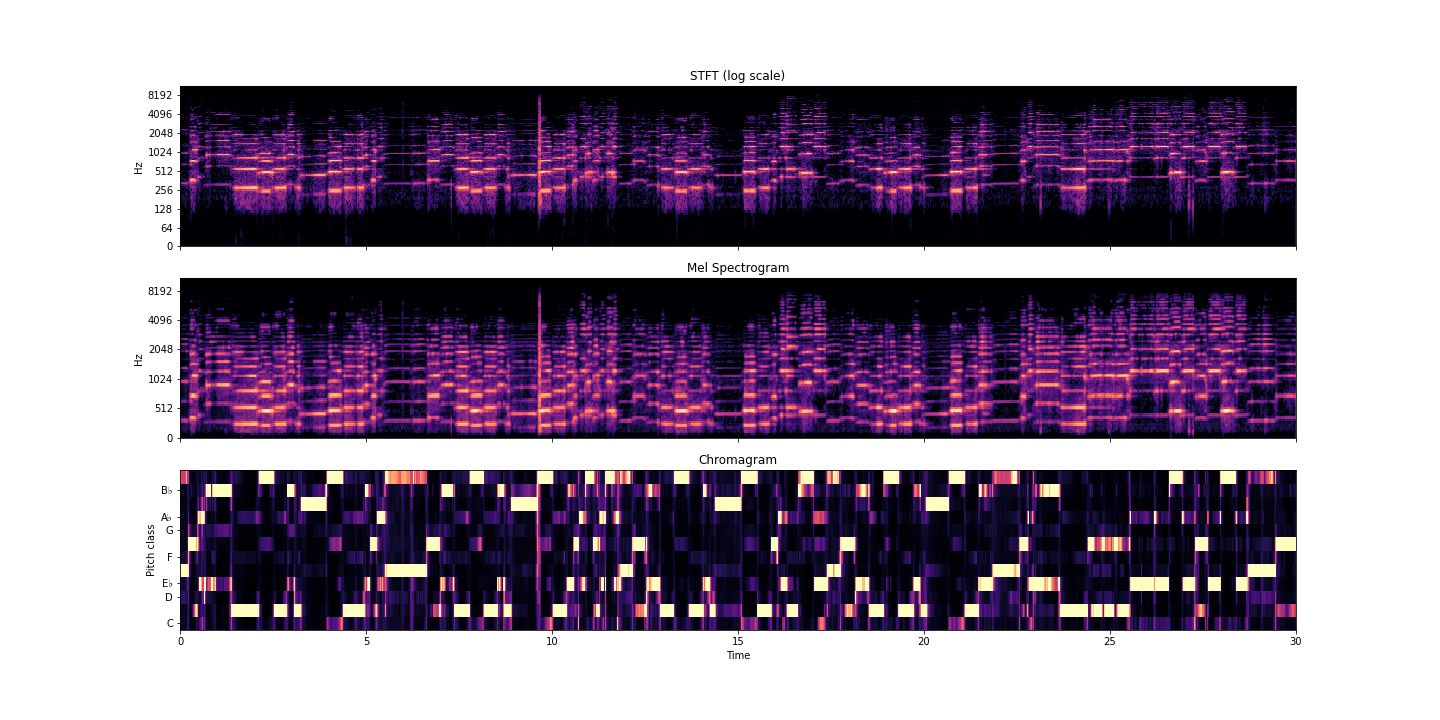 STFT (log scale)
Hz
8192
4096
2048
1024
512
256
128
64
0
Mel Spectrogram
Hz
8192
4096
2048
1024
512
0
Chromagram
Pitch class
B♭
A♭
G
F
E♭
D
C
0 5 10 15 20 25 30
Time